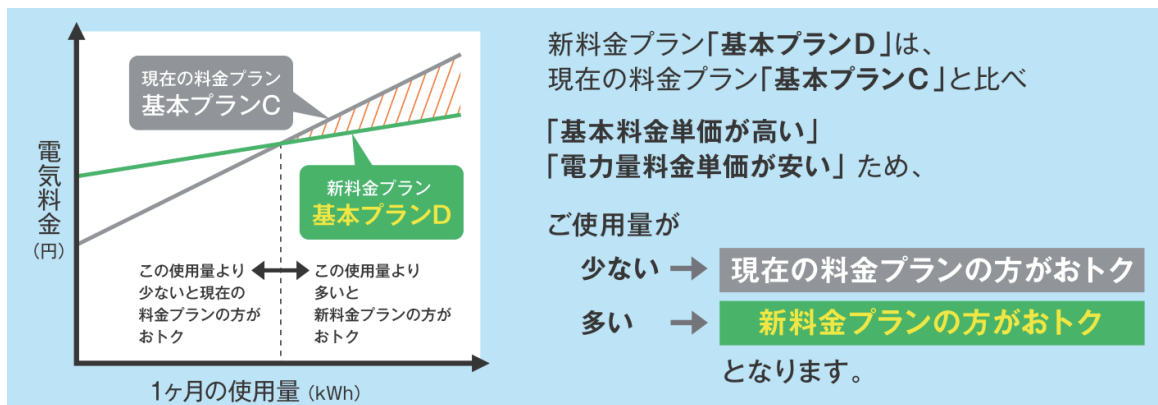 現在の料金プラン
基本プランC
新料金プラン
基本プランD
電気料金
(円)
この使用量より
少ないと現在の
料金プランの方が
おトク
この使用量より
多いと
新料金プランの方が
おトク
1ヶ月の使用量 (kWh)
新料金プラン「基本プランD」は、
現在の料金プラン「基本プランC」と比べ
「基本料金単価が高い」
「電力量料金単価が安い」ため、
ご使用量が
少ない → 現在の料金プランの方がおトク
多い → 新料金プランの方がおトク
となります。